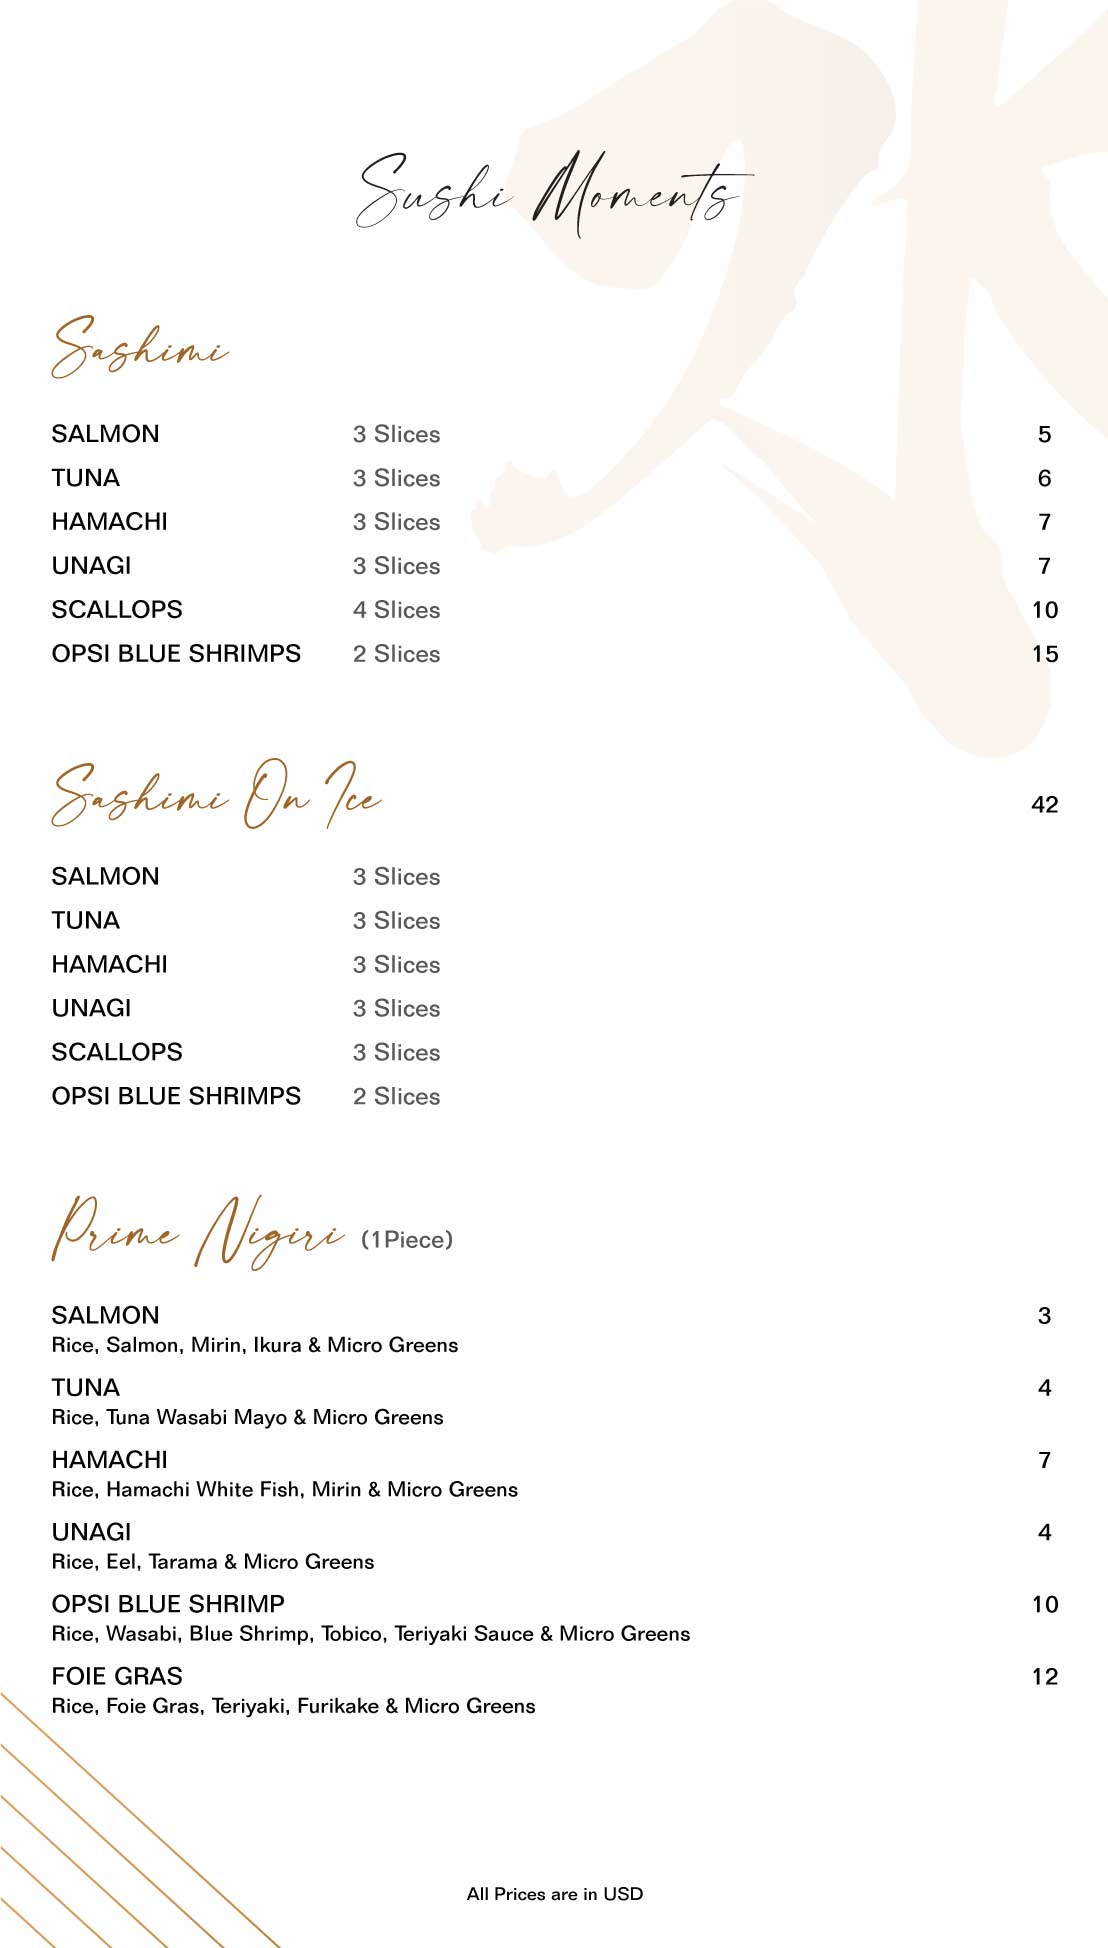 Sushi Moments
Sashimi
SALMON 3 Slices 5
TUNA 3 Slices 6
HAMACHI 3 Slices 7
UNAGI 3 Slices 7
SCALLOPS 4 Slices 10
OPSI BLUE SHRIMPS 2 Slices 15
Sashimi On Ice 42
SALMON 3 Slices
TUNA 3 Slices
HAMACHI 3 Slices
UNAGI 3 Slices
SCALLOPS 3 Slices
OPSI BLUE SHRIMPS 2 Slices
Prime Nigiri (1Piece)
SALMON 3
Rice, Salmon, Mirin, Ikura & Micro Greens
TUNA 4
Rice, Tuna Wasabi Mayo & Micro Greens
HAMACHI 7
Rice, Hamachi White Fish, Mirin & Micro Greens
UNAGI 4
Rice, Eel, Tarama & Micro Greens
OPSI BLUE SHRIMP 10
Rice, Wasabi, Blue Shrimp, Tobico, Teriyaki Sauce & Micro Greens
FOIE GRAS 12
Rice, Foie Gras, Teriyaki, Furikake & Micro Greens
All Prices are in USD